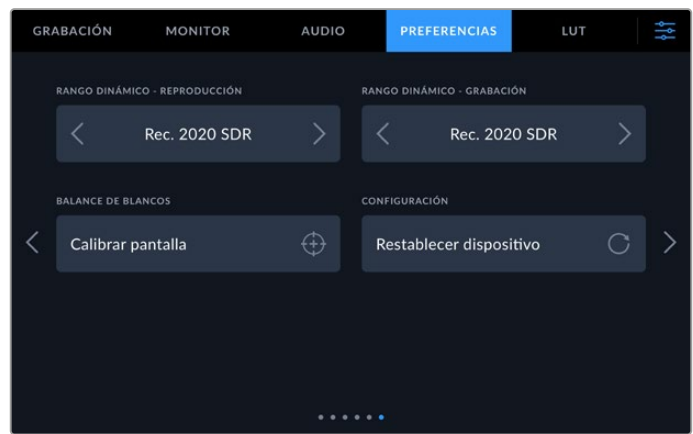 GRABACIÓN MONITOR AUDIO PREFERENCIAS LUT
RANGO DINÁMICO - REPRODUCCIÓN RANGO DINÁMICO - GRABACIÓN
Rec. 2020 SDR Rec. 2020 SDR
BALANCE DE BLANCOS CONFIGURACIÓN
Calibrar pantalla Restablecer dispositivo